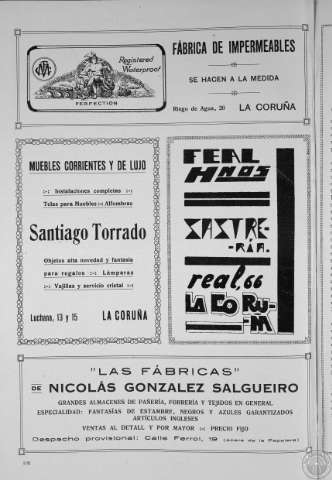 Registered
Waterproof
PERFECTION
FÁBRICA DE IMPERMEABLES
SE HACEN A LA MEDIDA
Riego de Agua, 20 LA CORUÑA
MUEBLES CORRIENTES Y DE LUJO
Instalaciones completas
Telas para Muebles Alfombras
Santiago Torrado
Objetos alta novedad y fantasía
para regalos Lámparas
Vajillas y servicio cristal
Luchana, 13 y 15 LA CORUÑA
FEAL
HNOS
SASTRE-
-RÍA.
real, 66
LA CORU-
"LAS FÁBRICAS"
DE NICOLÁS GONZALEZ SALGUEIRO
GRANDES ALMACENES DE PAÑERÍA, FORRERÍA Y TEJIDOS EN GENERAL
ESPECIALIDAD: FANTASÍAS DE ESTAMBRE, NEGROS Y AZULES GARANTIZADOS
ARTÍCULOS INGLESES
VENTAS AL DETALL Y POR MAYOR PRECIO FIJO
Despacho provisional: Calle Ferrol, 19 (acera de la Papelera)